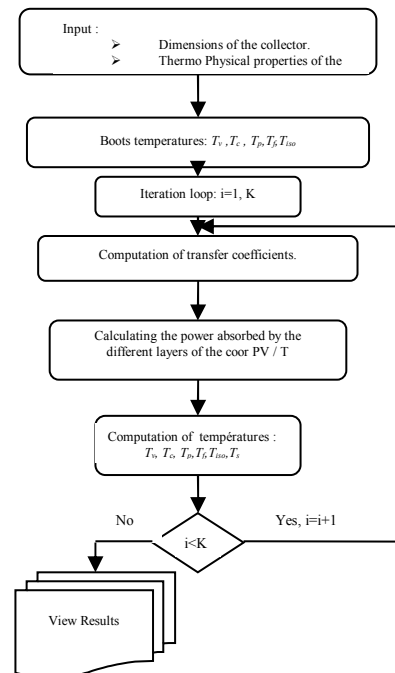 Input :
➤ Dimensions of the collector.
➤ Thermo Physical properties of the
Boots temperatures: Tv ,Tc , Tp,Tf,Tiso
Iteration loop: i=1, K
Computation of transfer coefficients.
Calculating the power absorbed by the
different layers of the coor PV / T
Computation of températures :
Tv, Tc, Tp,Tf,Tiso,Ts
No
Yes, i=i+1
i<K
View Results